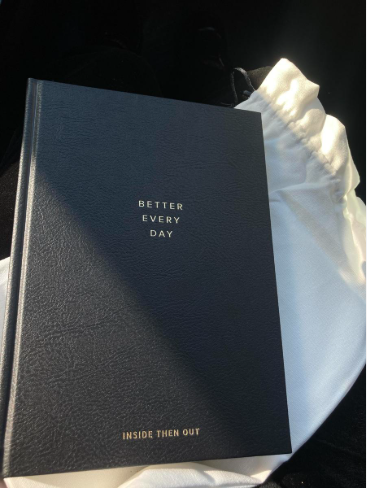 BETTER
EVERY
DAY
INSIDE THEN OUT